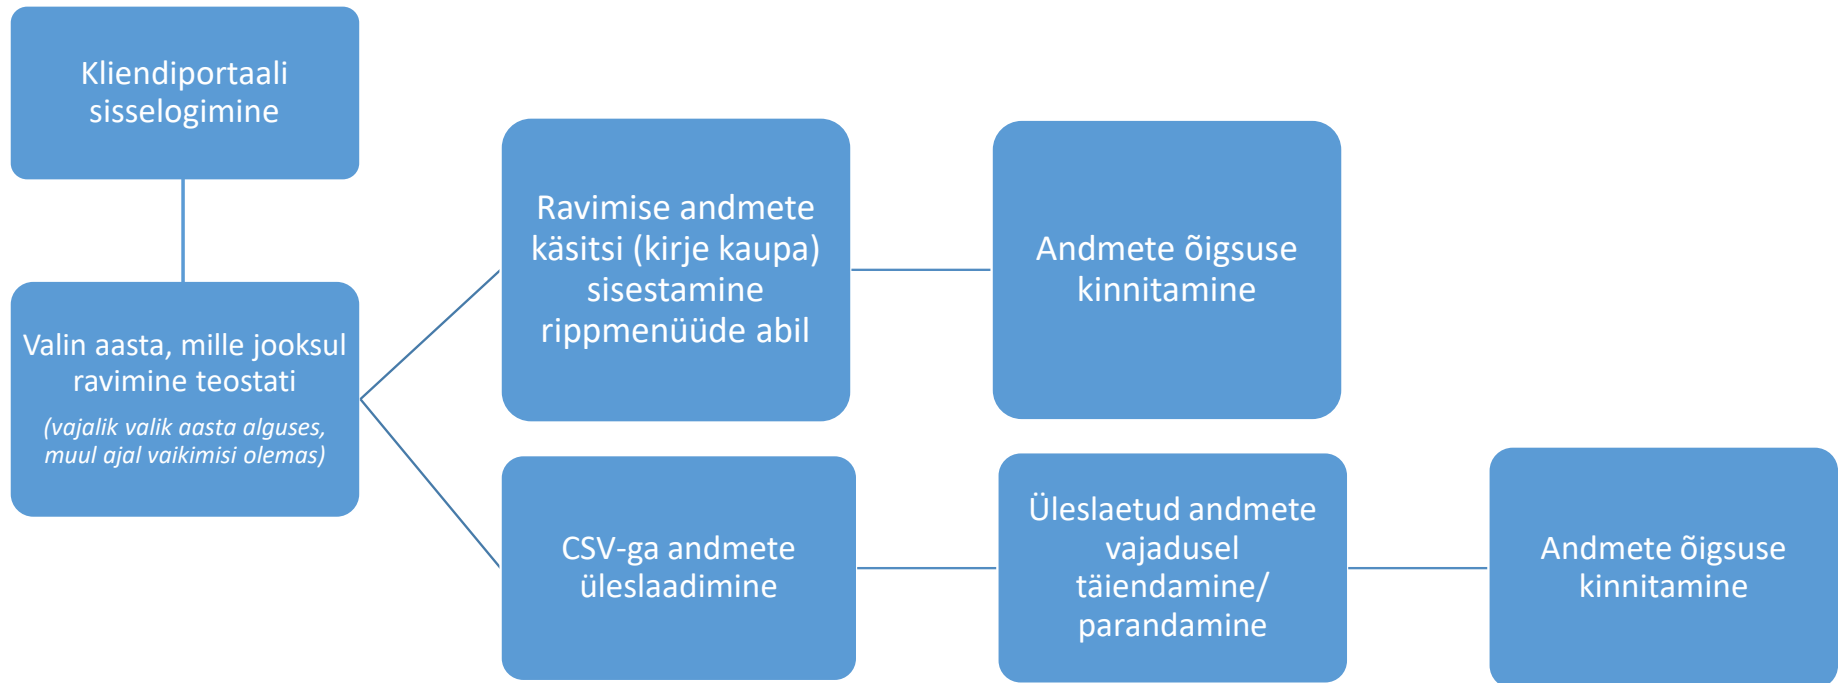 Kliendiportaali
sisselogimine
Valin aasta, mille jooksul
ravimine teostati
(vajalik valik aasta alguses,
muul ajal vaikimisi olemas)
Ravimise andmete
käsitsi (kirje kaupa)
sisestamine
rippmenüüde abil
Andmete õigsuse
kinnitamine
CSV-ga andmete
üleslaadimine
Üleslaetud andmete
vajadusel
täiendamine/
parandamine
Andmete õigsuse
kinnitamine